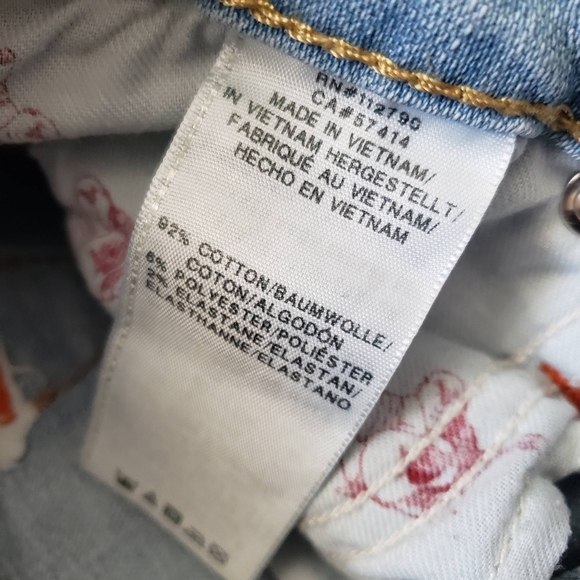 RN#112799
CA#57414
MADE IN VIETNAM/
IN VIETNAM HERGESTELLT/
FABRIQUÉ AU VIETNAM/
HECHO EN VIETNAM
92% COTTON/BAUMWOLLE/
COTON/ALGODÓN
6% POLYESTER/POLIÉSTER
2% ELASTANE/ELASTAN/
ELASTHANNE/ELASTANO